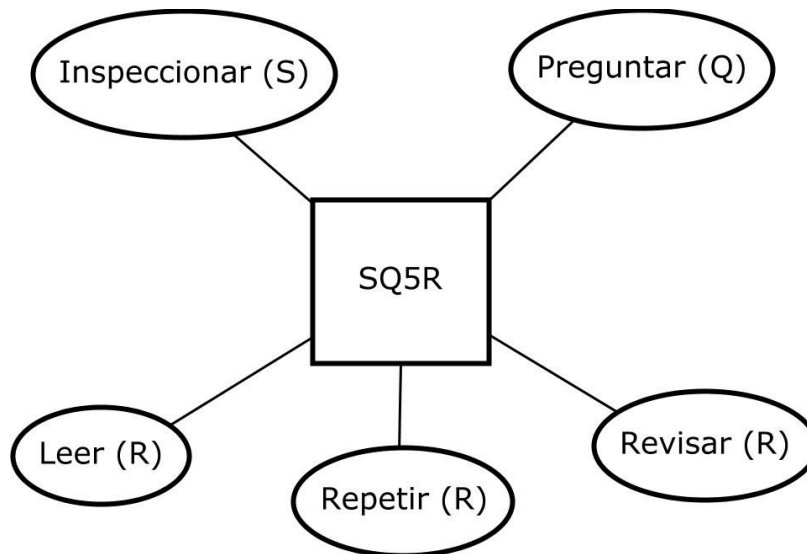 Inspeccionar (S)
Preguntar (Q)
SQ5R
Leer (R)
Repetir (R)
Revisar (R)